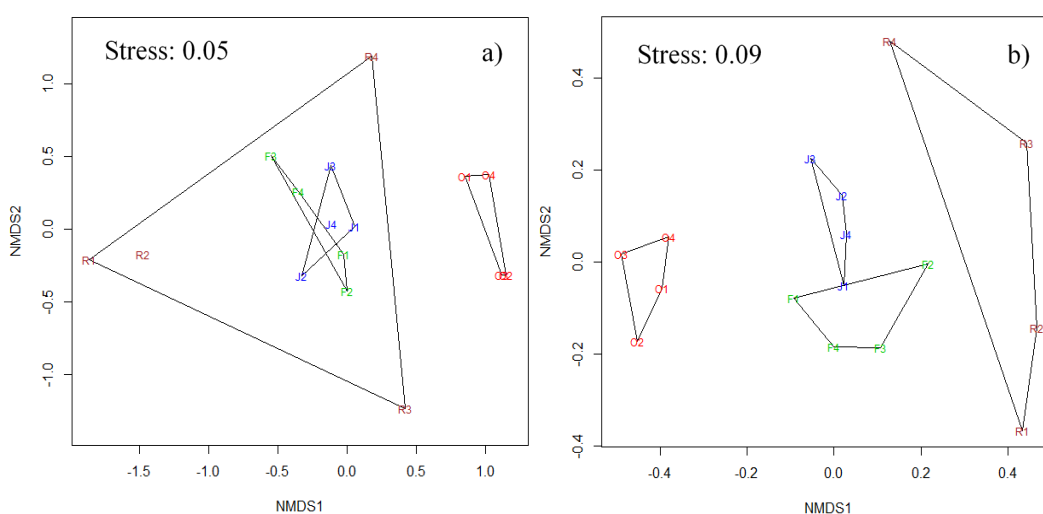 Stress: 0.05
a)
R4
F3
J3
F4
O1
O4
J4
J1
R1
R2
F1
J2
F2
O2
R3
1.0
0.5
0.0
-0.5
-1.0
NMDS2
-1.5
-1.0
-0.5
0.0
0.5
1.0
NMDS1
Stress: 0.09
b)
R4
R3
J3
J2
O4
J4
O3
F2
O1
J1
F1
R2
O2
F4
F3
R1
0.4
0.2
0.0
-0.2
-0.4
NMDS2
-0.4
-0.2
0.0
0.2
0.4
NMDS1